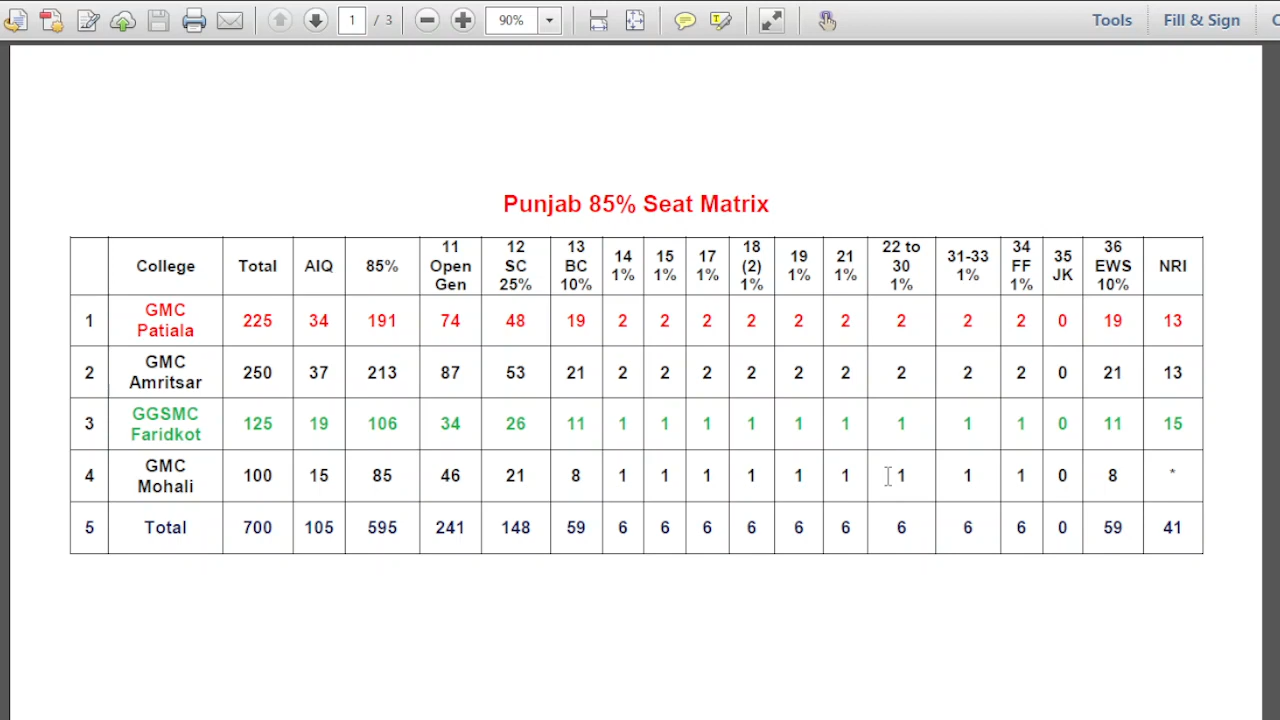 1 / 3 90% Tools Fill & Sign
Punjab 85% Seat Matrix
College Total AIQ 85% 11 Open Gen 12 SC 25% 13 BC 10% 14 1% 15 1% 17 1% 18 (2) 1% 19 1% 21 1% 22 to 30 1% 31-33 1% 34 FF 1% 35 JK 36 EWS 10% NRI
1 GMC Patiala 225 34 191 74 48 19 2 2 2 2 2 2 2 2 2 0 19 13
2 GMC Amritsar 250 37 213 87 53 21 2 2 2 2 2 2 2 2 2 0 21 13
3 GGSMC Faridkot 125 19 106 34 26 11 1 1 1 1 1 1 1 1 1 0 11 15
4 GMC Mohali 100 15 85 46 21 8 1 1 1 1 1 1 1 1 1 0 8 *
5 Total 700 105 595 241 148 59 6 6 6 6 6 6 6 6 6 0 59 41